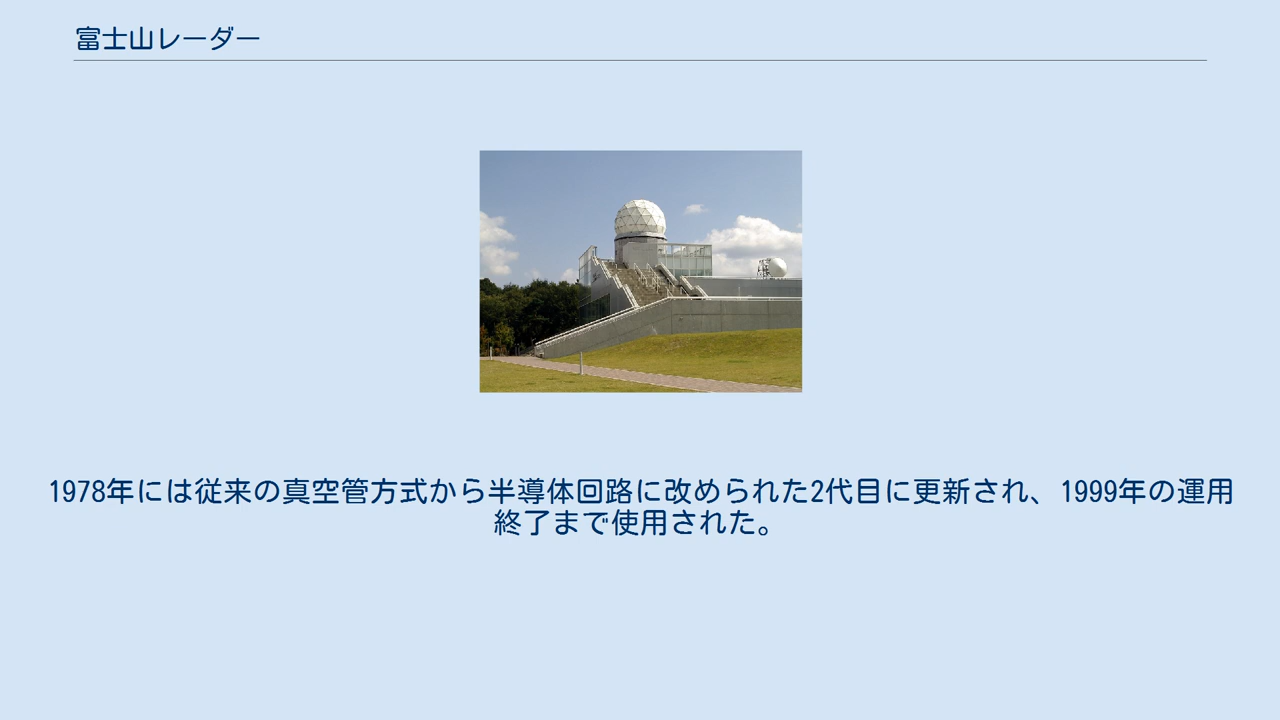 富士山レーダー
1978年には従来の真空管方式から半導体回路に改められた2代目に更新され、1999年の運用
終了まで使用された。